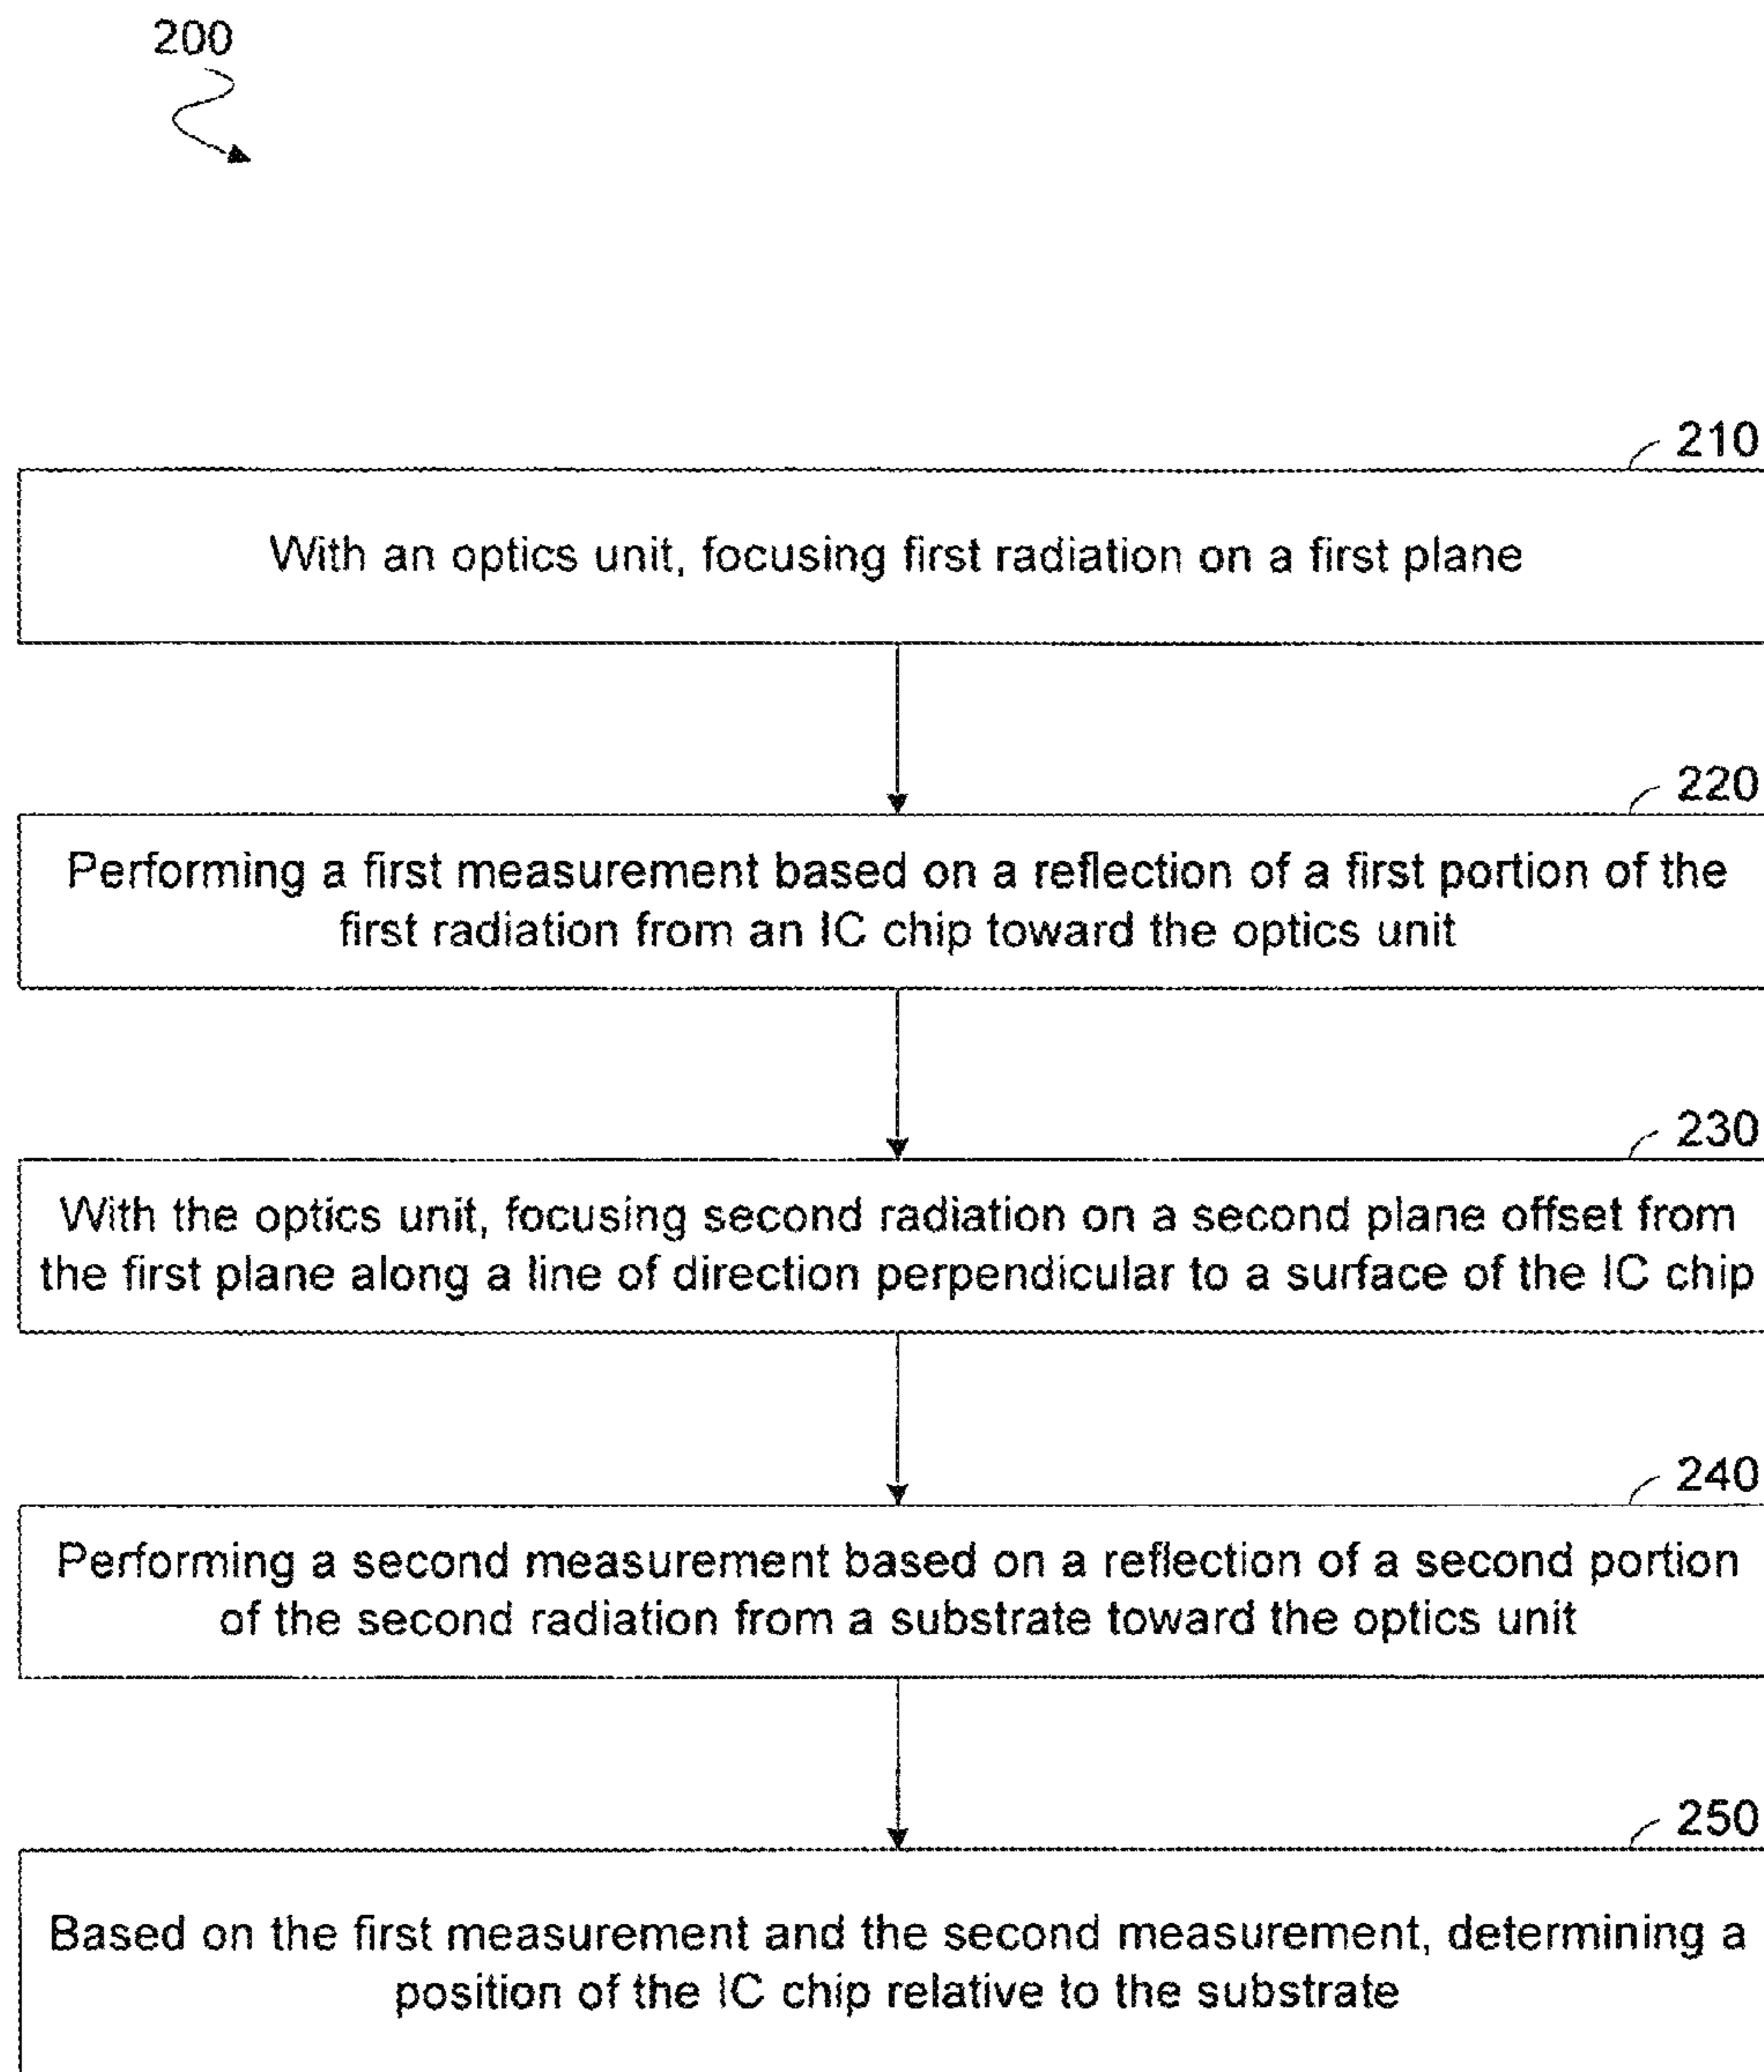 200
210
With an optics unit, focusing first radiation on a first plane
220
Performing a first measurement based on a reflection of a first portion of the
first radiation from an IC chip toward the optics unit
230
With the optics unit, focusing second radiation on a second plane offset from
the first plane along a line of direction perpendicular to a surface of the IC chip
240
Performing a second measurement based on a reflection of a second portion
of the second radiation from a substrate toward the optics unit
250
Based on the first measurement and the second measurement, determining a
position of the IC chip relative to the substrate